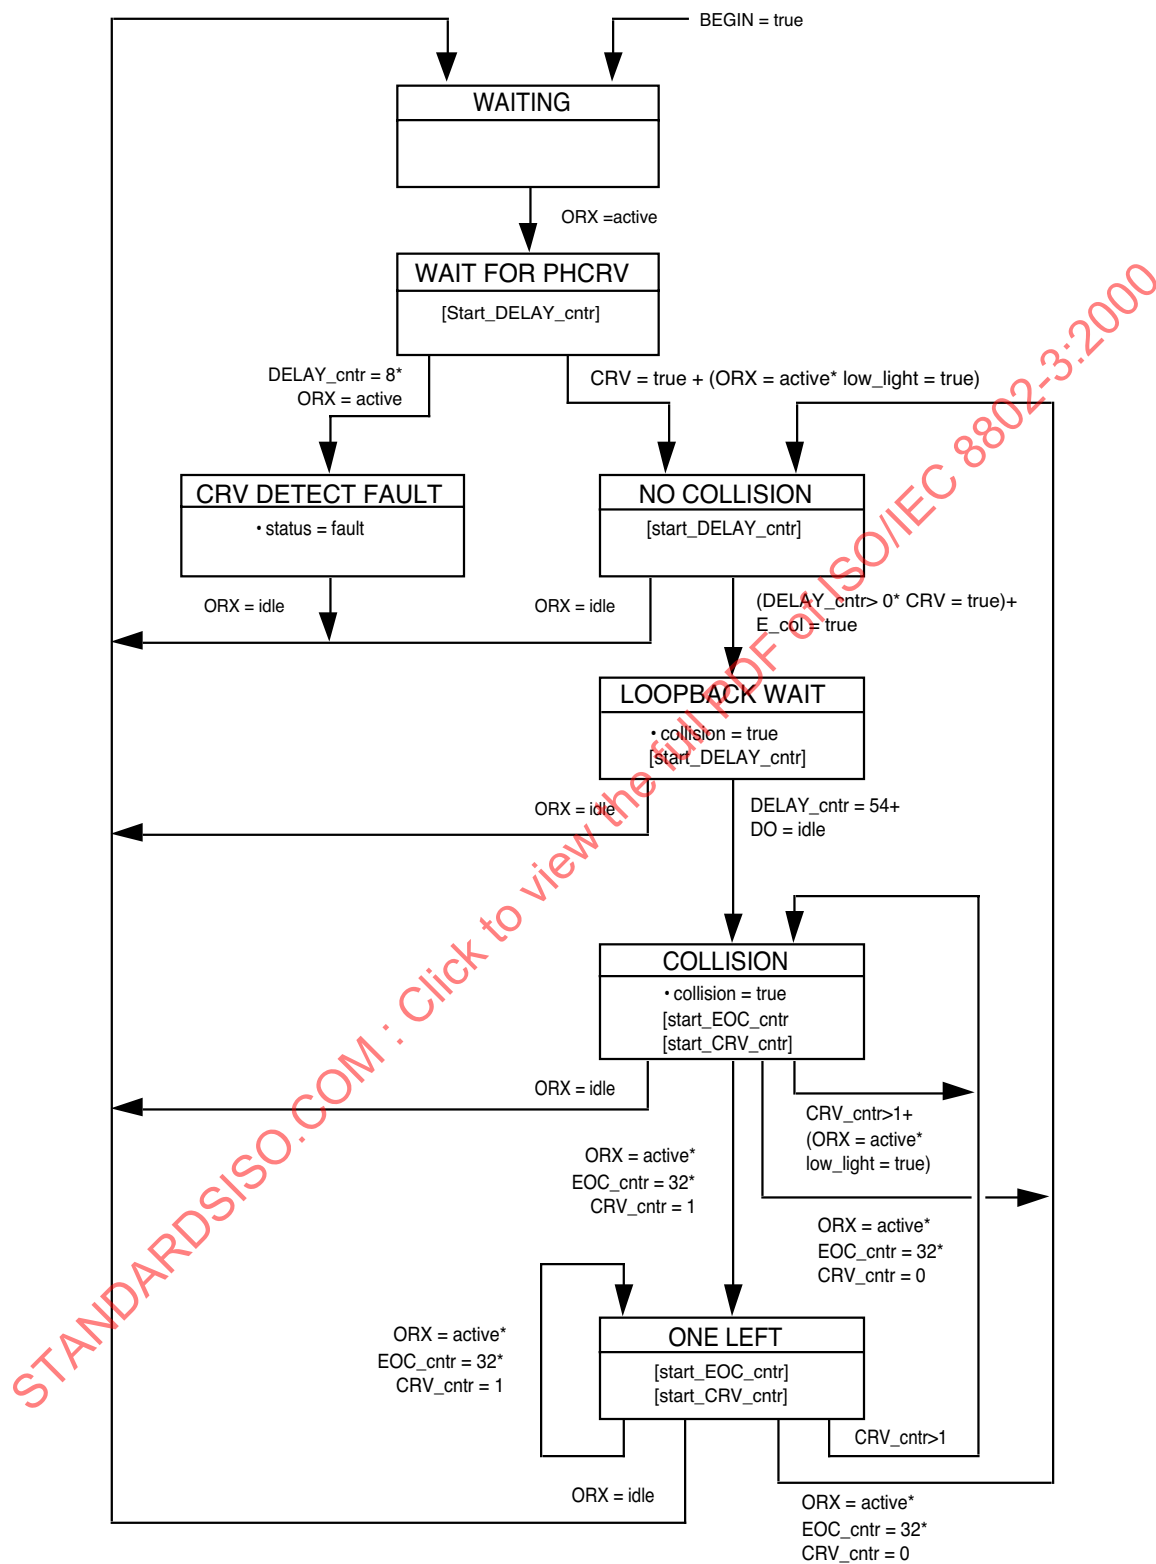 BEGIN = true
WAITING
ORX =active
WAIT FOR PHCRV
[Start_DELAY_cntr]
DELAY_cntr = 8*
ORX = active
CRV = true + (ORX = active* low_light = true)
CRV DETECT FAULT
• status = fault
NO COLLISION
[start_DELAY_cntr]
ORX = idle
ORX = idle
(DELAY_cntr> 0* CRV = true)+
E_col = true
LOOPBACK WAIT
• collision = true
[start_DELAY_cntr]
ORX = idle
DELAY_cntr = 54+
DO = idle
COLLISION
• collision = true
[start_EOC_cntr
[start_CRV_cntr]
ORX = idle
CRV_cntr>1+
(ORX = active*
low_light = true)
ORX = active*
EOC_cntr = 32*
CRV_cntr = 1
ORX = active*
EOC_cntr = 32*
CRV_cntr = 0
ORX = active*
EOC_cntr = 32*
CRV_cntr = 1
ONE LEFT
[start_EOC_cntr]
[start_CRV_cntr]
CRV_cntr>1
ORX = idle
ORX = active*
EOC_cntr = 32*
CRV_cntr = 0
STANDARDSISO.COM : Click to view the full PDF of ISO/IEC 8802-3:2000